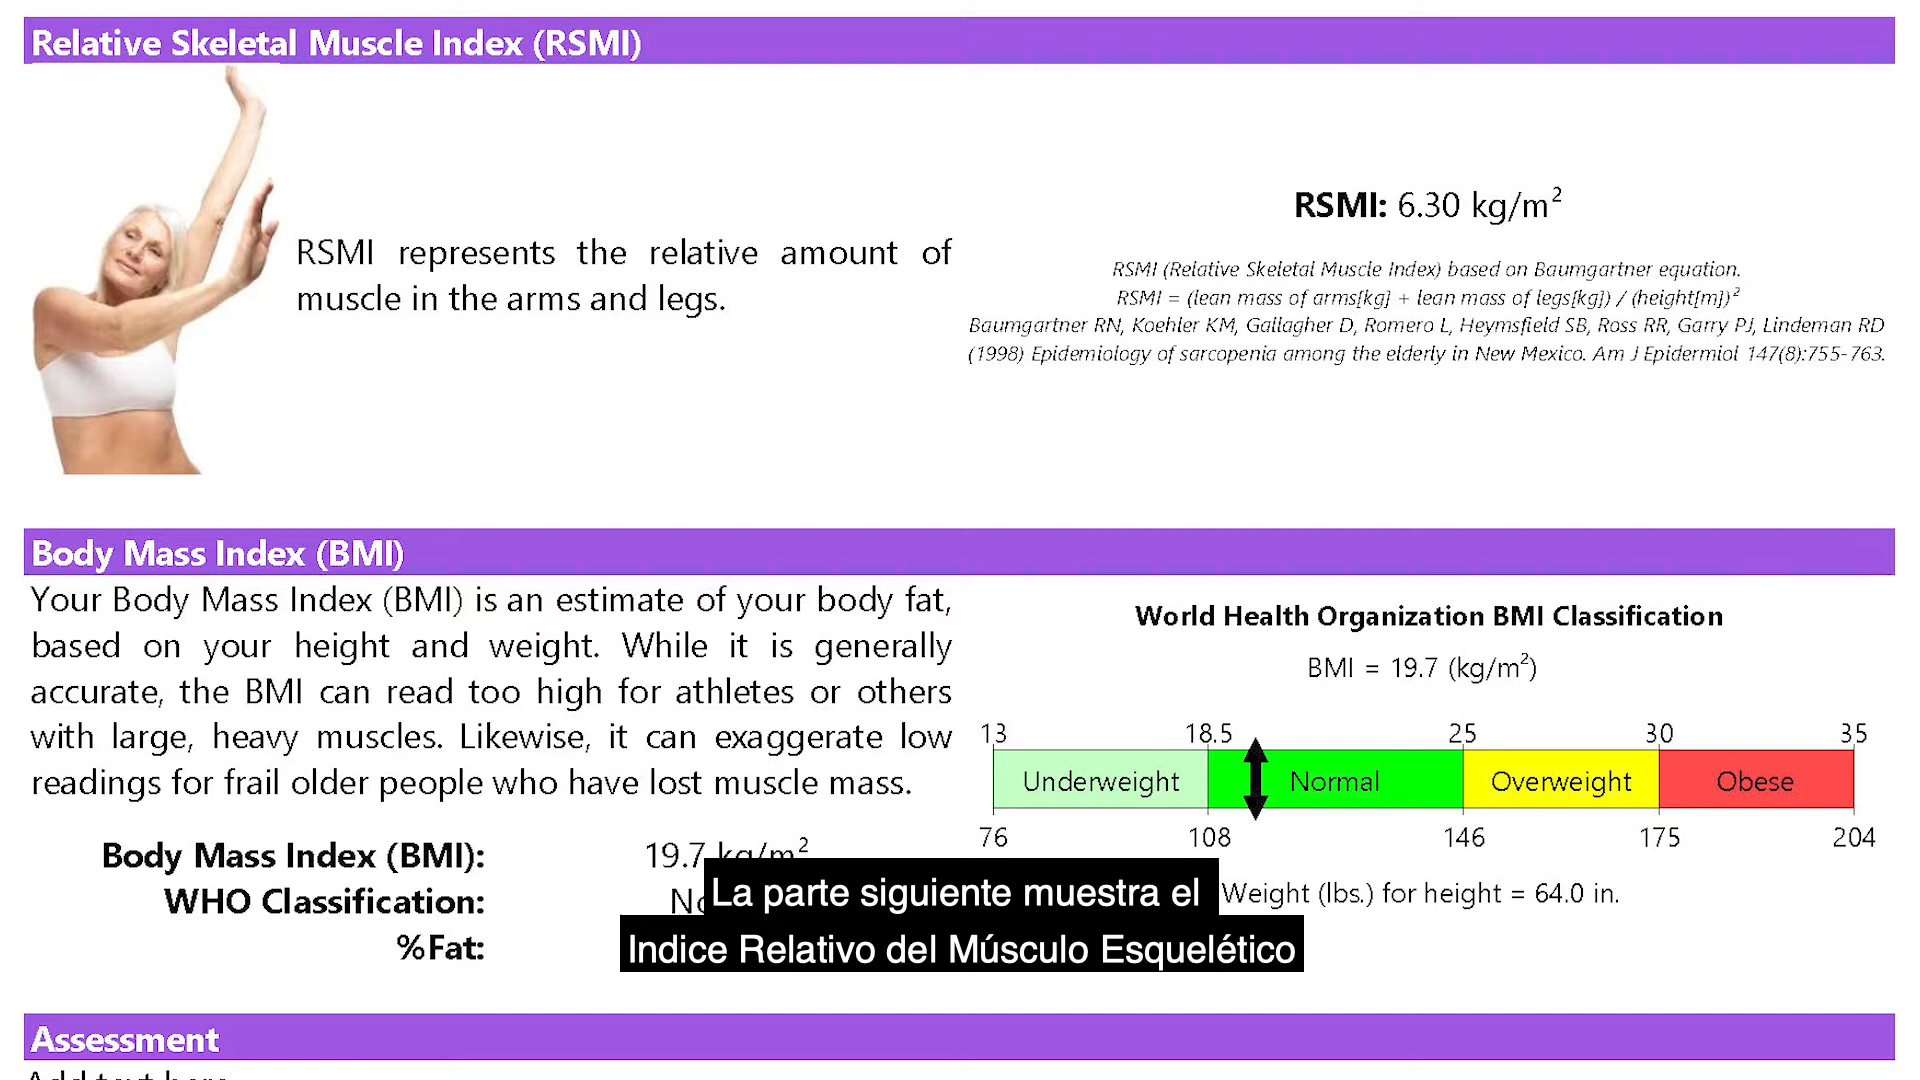 Relative Skeletal Muscle Index (RSMI)
RSMI represents the relative amount of
muscle in the arms and legs.
RSMI: 6.30 kg/m²
RSMI (Relative Skeletal Muscle Index) based on Baumgartner equation.
RSMI = (lean mass of arms[kg] + lean mass of legs[kg]) / (height[m])²
Baumgartner RN, Koehler KM, Gallagher D, Romero L, Heymsfield SB, Ross RR, Garry PJ, Lindeman RD
(1998) Epidemiology of sarcopenia among the elderly in New Mexico. Am J Epidermiol 147(8):755-763.
Body Mass Index (BMI)
Your Body Mass Index (BMI) is an estimate of your body fat,
based on your height and weight. While it is generally
accurate, the BMI can read too high for athletes or others
with large, heavy muscles. Likewise, it can exaggerate low
readings for frail older people who have lost muscle mass.
Body Mass Index (BMI): 19.7 kg/m²
WHO Classification:
%Fat:
World Health Organization BMI Classification
BMI = 19.7 (kg/m²)
13 18.5 25 30 35
Underweight Normal Overweight Obese
76 108 146 175 204
Weight (lbs.) for height = 64.0 in.
La parte siguiente muestra el
Indice Relativo del Músculo Esquelético
Assessment
Add text here